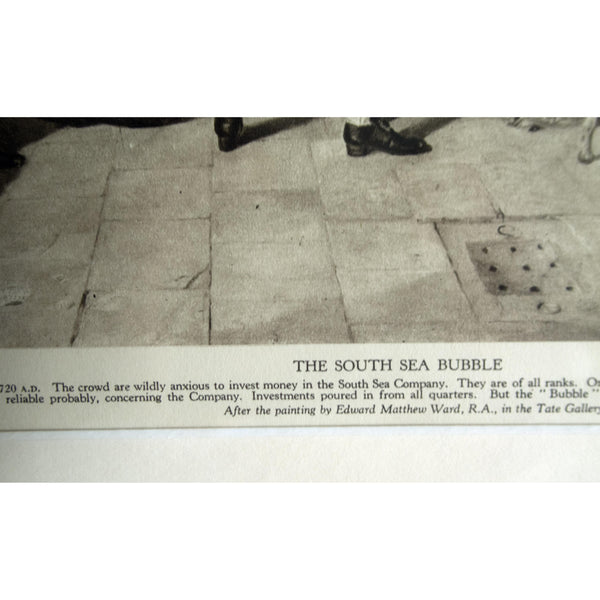 THE SOUTH SEA BUBBLE
720 A.D. The crowd are wildly anxious to invest money in the South Sea Company. They are of all ranks. On
reliable probably, concerning the Company. Investments poured in from all quarters. But the "Bubble"
After the painting by Edward Matthew Ward, R.A., in the Tate Gallery